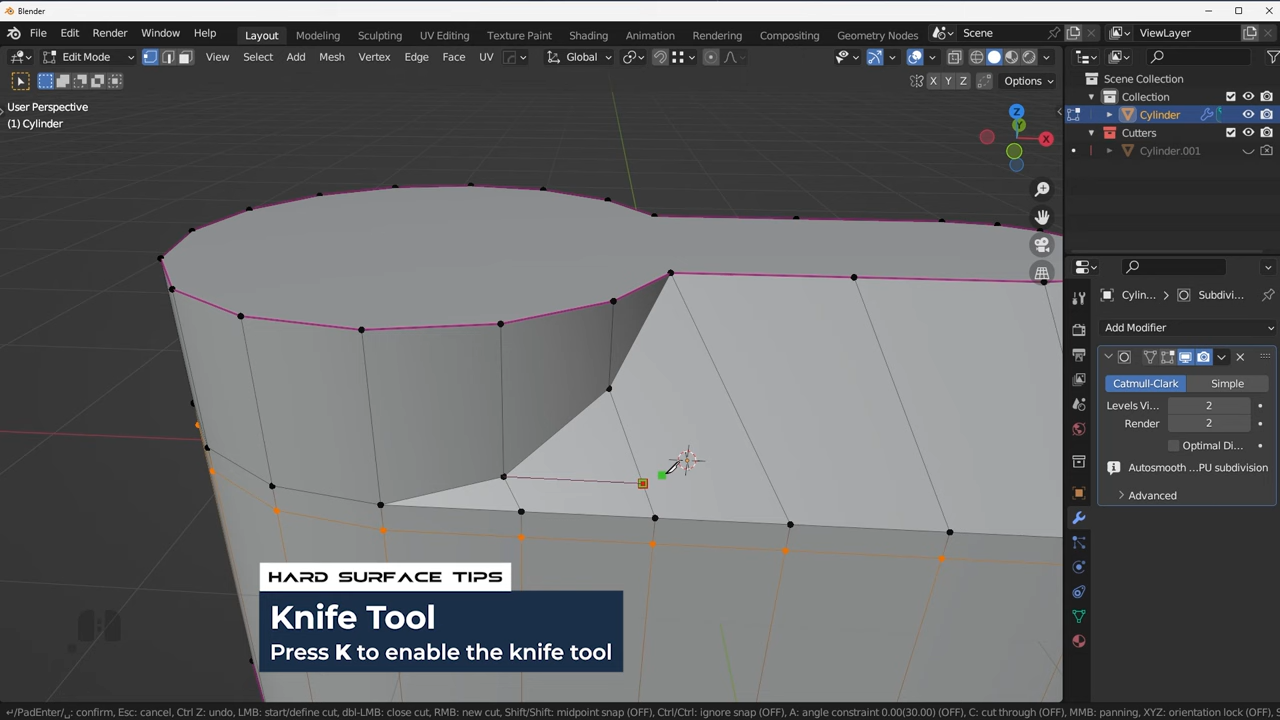 Blender
File Edit Render Window Help Layout Modeling Sculpting UV Editing Texture Paint Shading Animation Rendering Compositing Geometry Nodes Scene ViewLayer
Edit Mode View Select Add Mesh Vertex Edge Face UV Global
X Y Z Options
User Perspective
(1) Cylinder
Z
Y
X
Scene Collection
Collection
Cylinder
Cutters
Cylinder.001
Cylin... > Subdivi...
Add Modifier
Catmull-Clark Simple
Levels Vi... 2
Render 2
Optimal Di...
Autosmooth ...PU subdivision
Advanced
HARD SURFACE TIPS
Knife Tool
Press K to enable the knife tool
↵/PadEnter/␣: confirm, Esc: cancel, Ctrl Z: undo, LMB: start/define cut, dbl-LMB: close cut, RMB: new cut, Shift/Shift: midpoint snap (OFF), Ctrl/Ctrl: ignore snap (OFF), A: angle constraint 0.00(30.00) (OFF), C: cut through (OFF), MMB: panning, XYZ: orientation lock (OFF),